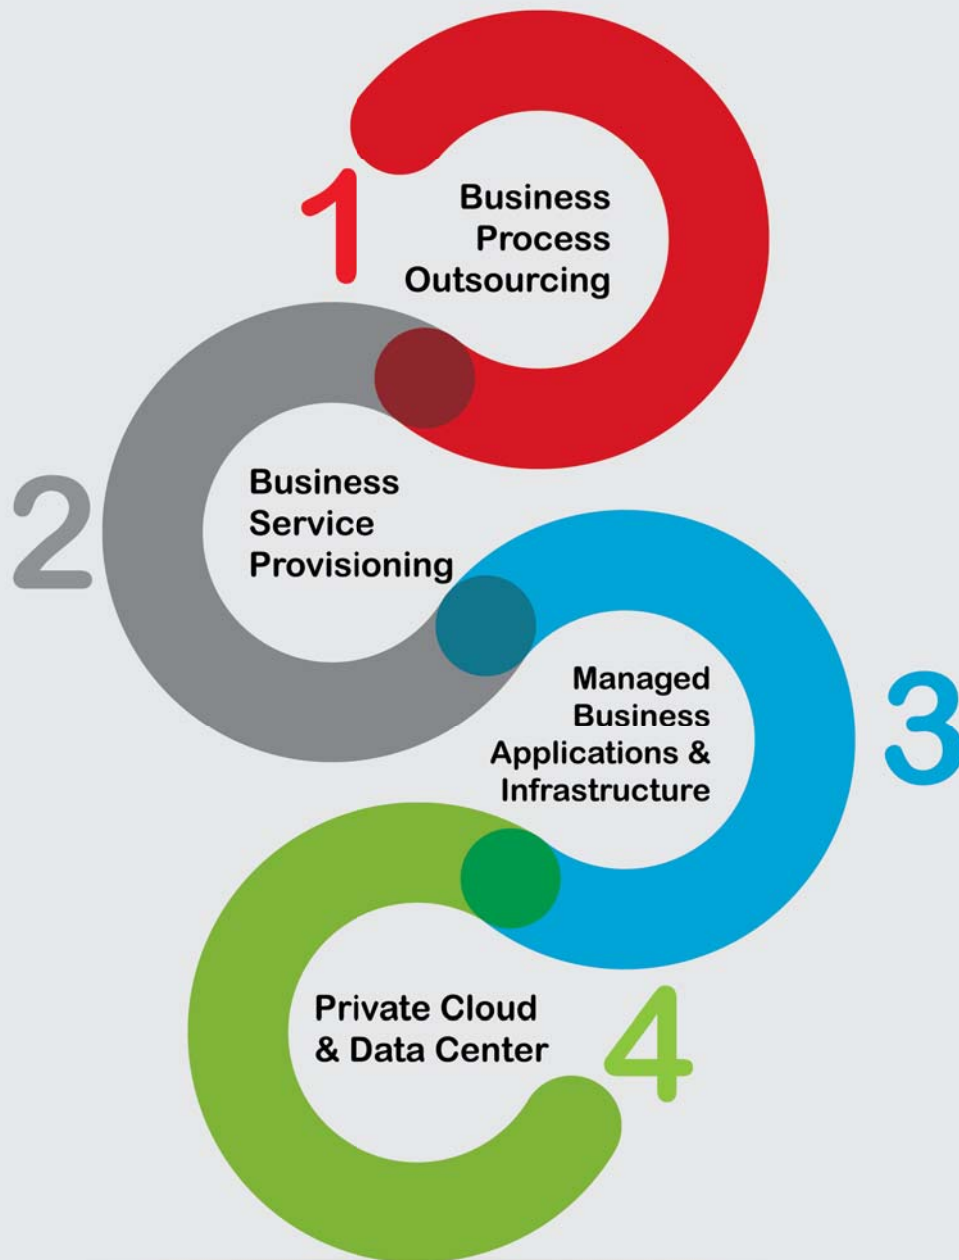 1
Business
Process
Outsourcing
2
Business
Service
Provisioning
3
Managed
Business
Applications &
Infrastructure
4
Private Cloud
& Data Center